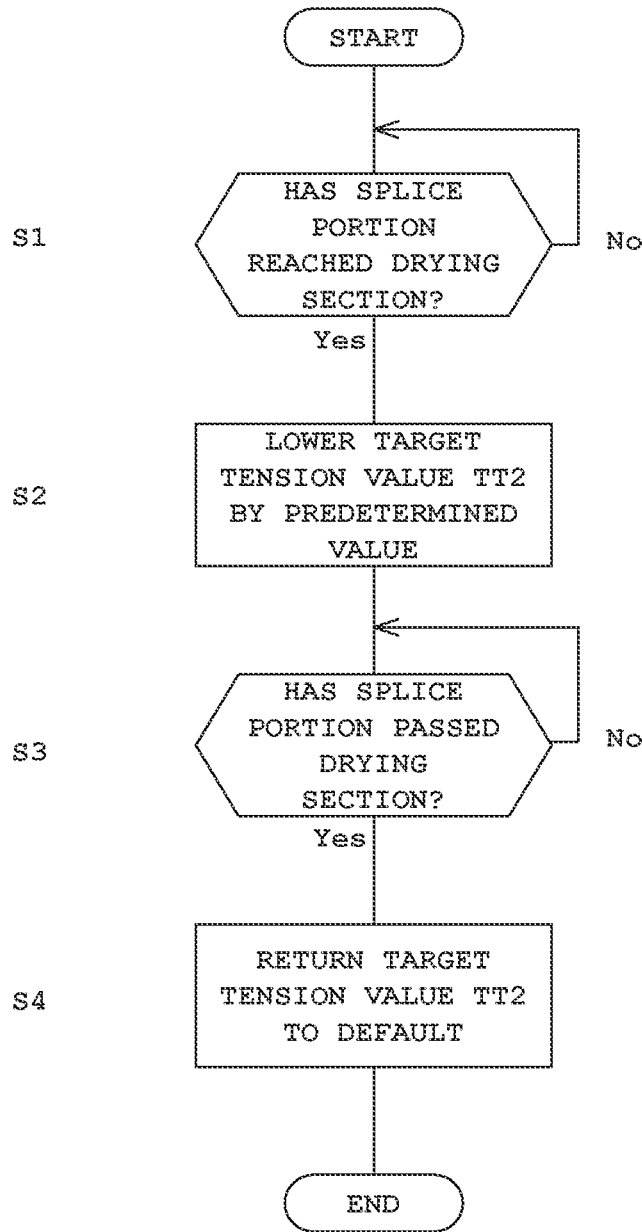 START
HAS SPLICE
PORTION
REACHED DRYING
SECTION?
S1
No
Yes
LOWER TARGET
TENSION VALUE TT2
BY PREDETERMINED
VALUE
S2
HAS SPLICE
PORTION PASSED
DRYING
SECTION?
S3
No
Yes
RETURN TARGET
TENSION VALUE TT2
TO DEFAULT
S4
END